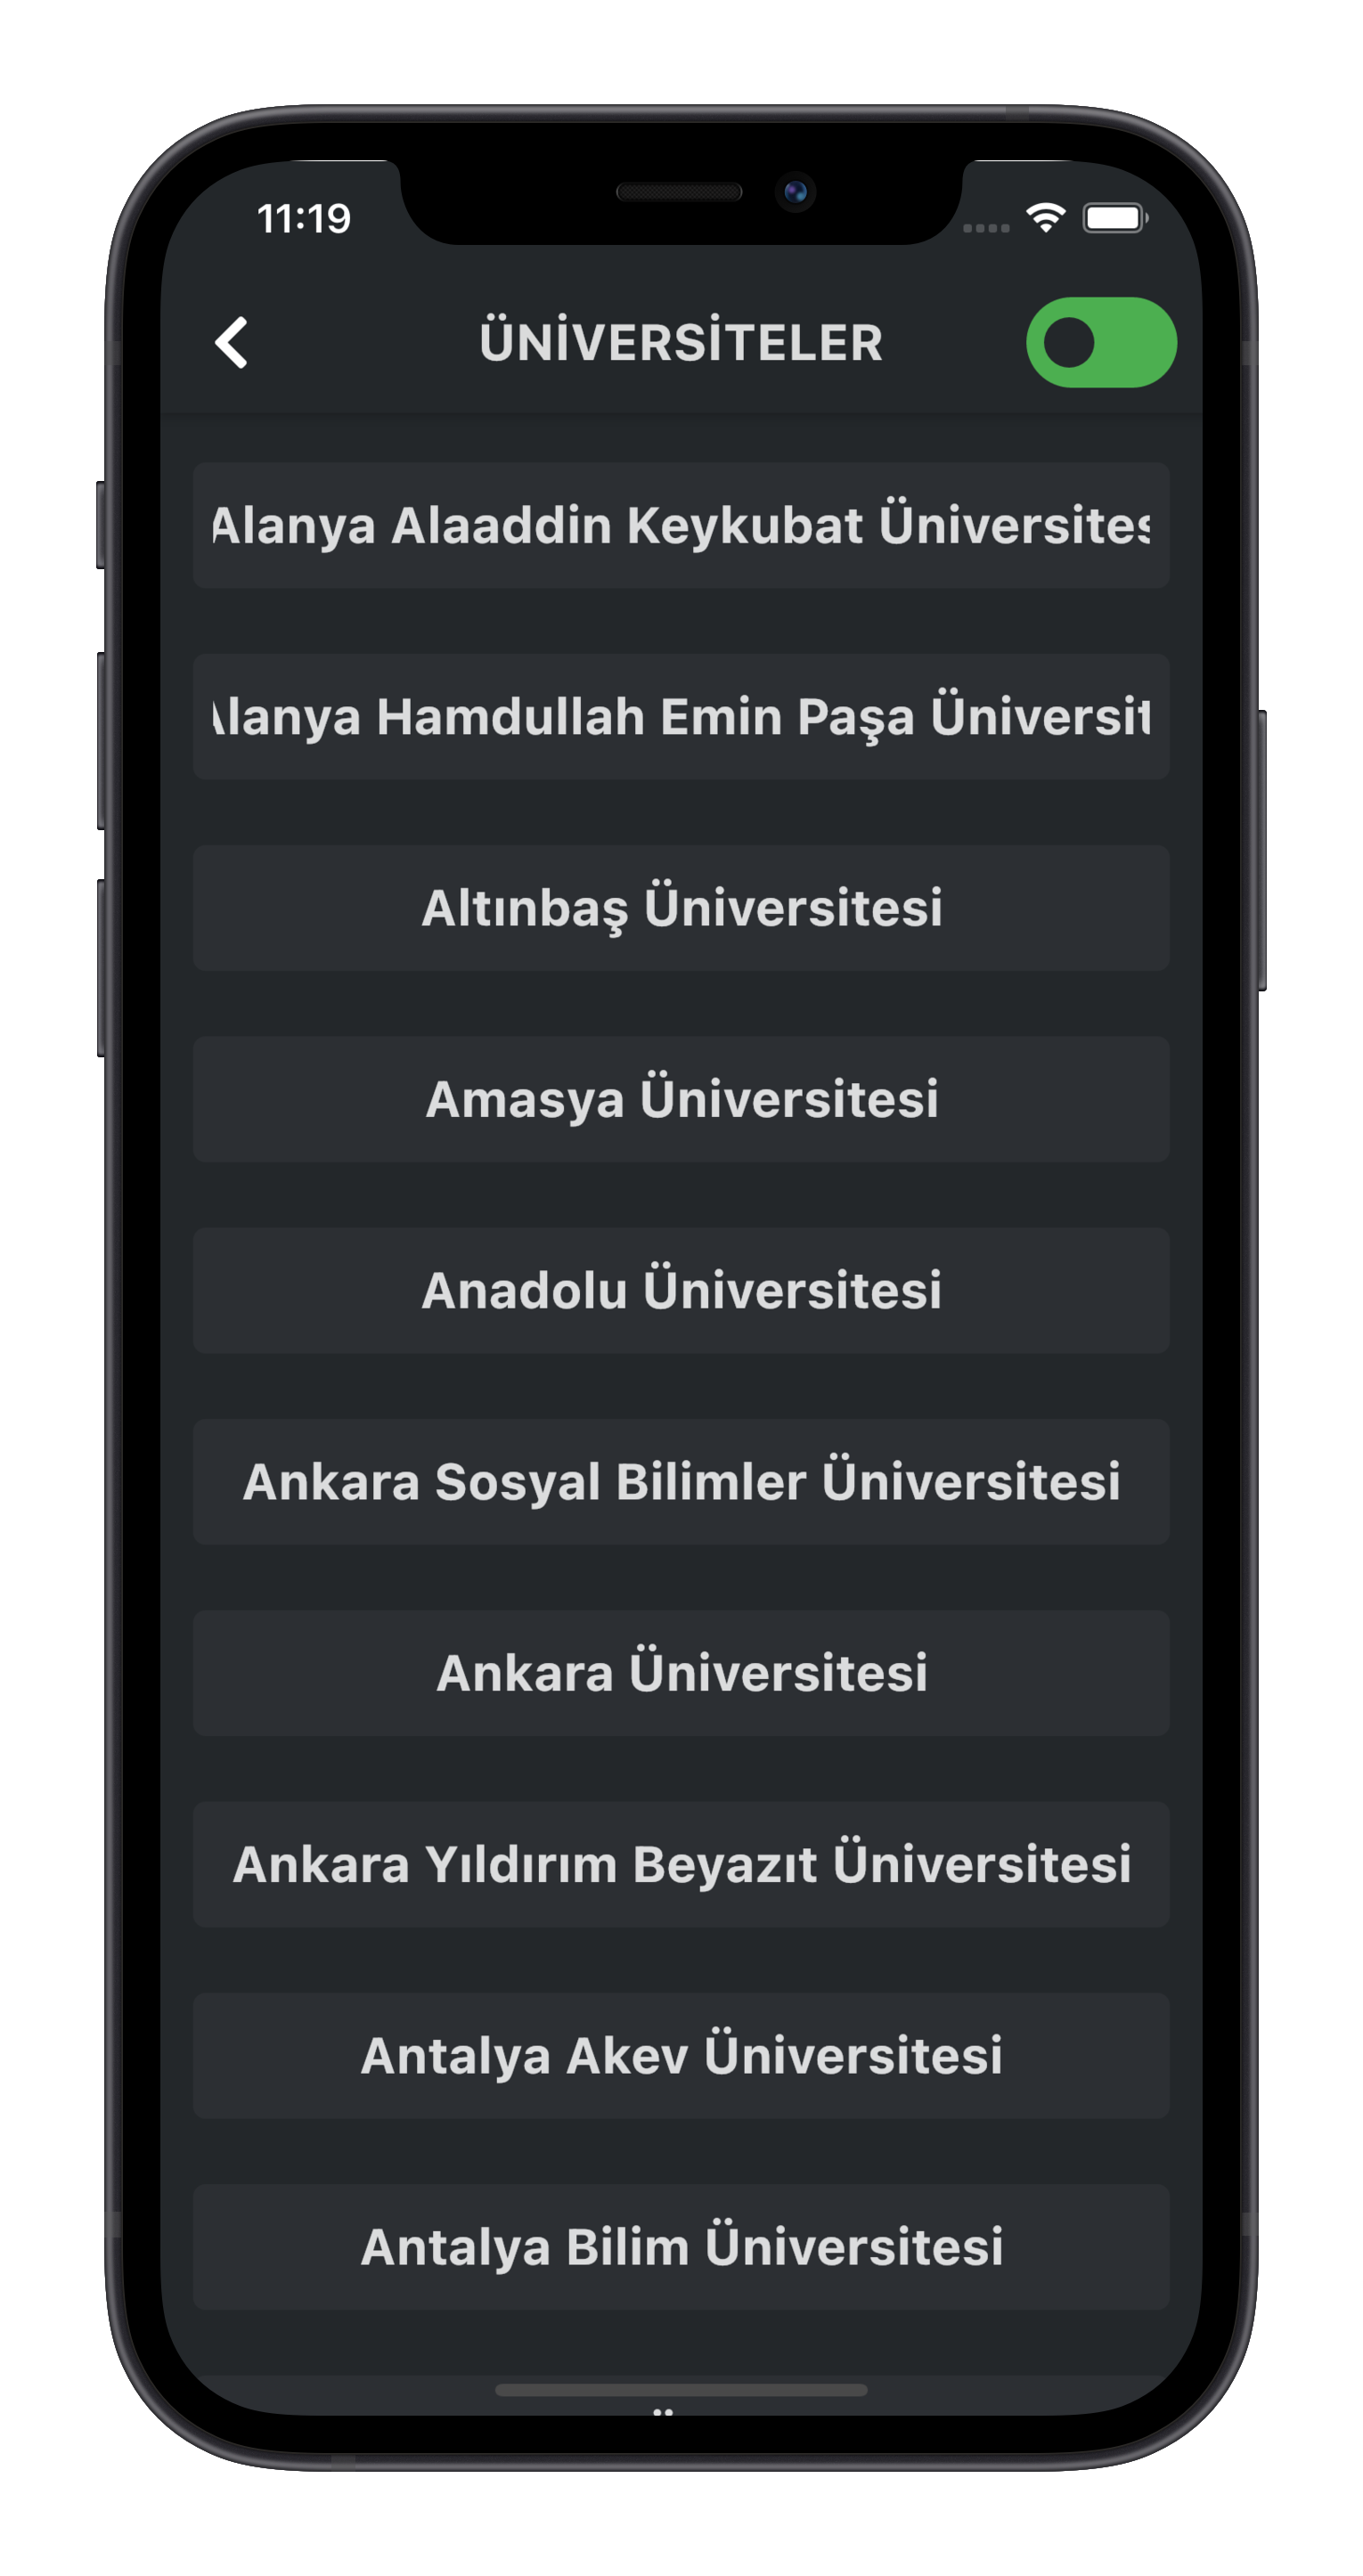 11:19
ÜNİVERSİTELER
Alanya Alaaddin Keykubat Üniversites
lanya Hamdullah Emin Paşa Üniversit
Altınbaş Üniversitesi
Amasya Üniversitesi
Anadolu Üniversitesi
Ankara Sosyal Bilimler Üniversitesi
Ankara Üniversitesi
Ankara Yıldırım Beyazıt Üniversitesi
Antalya Akev Üniversitesi
Antalya Bilim Üniversitesi